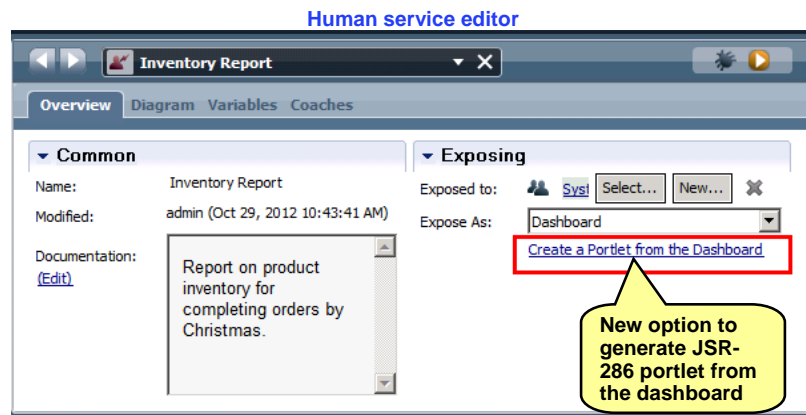 Human service editor
Inventory Report
Overview Diagram Variables Coaches
Common
Name: Inventory Report
Modified: admin (Oct 29, 2012 10:43:41 AM)
Documentation:
(Edit)
Report on product
inventory for
completing orders by
Christmas.
Exposing
Exposed to: Syst Select... New...
Expose As: Dashboard
Create a Portlet from the Dashboard
New option to
generate JSR-
286 portlet from
the dashboard